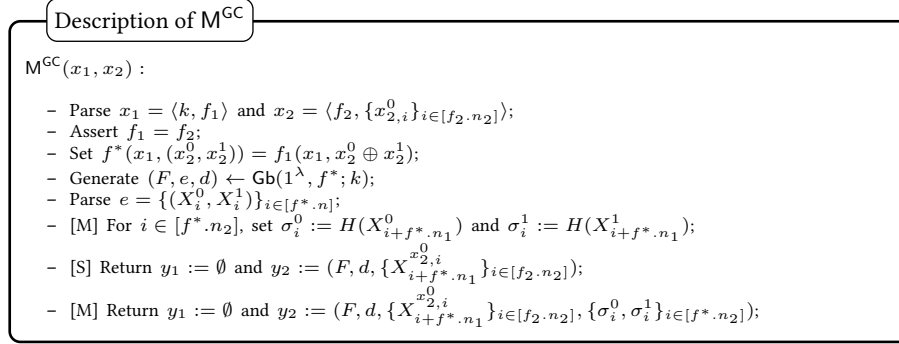 Description of M^GC
M^GC(x_1, x_2) :
– Parse x_1 = ⟨k, f_1⟩ and x_2 = ⟨f_2, {x^0_{2,i}}_{i∈[f_2.n_2]}⟩;
– Assert f_1 = f_2;
– Set f^*(x_1, (x^0_2, x^1_2)) = f_1(x_1, x^0_2 ⊕ x^1_2);
– Generate (F, e, d) ← Gb(1^λ, f^*; k);
– Parse e = {(X^0_i, X^1_i)}_{i∈[f^*.n]};
– [M] For i ∈ [f^*.n_2], set σ^0_i := H(X^0_{i+f^*.n_1}) and σ^1_i := H(X^1_{i+f^*.n_1});
– [S] Return y_1 := ∅ and y_2 := (F, d, {X^{x^0_{2,i}}_{i+f^*.n_1}}_{i∈[f_2.n_2]});
– [M] Return y_1 := ∅ and y_2 := (F, d, {X^{x^0_{2,i}}_{i+f^*.n_1}}_{i∈[f_2.n_2]}, {σ^0_i, σ^1_i}_{i∈[f^*.n_2]});